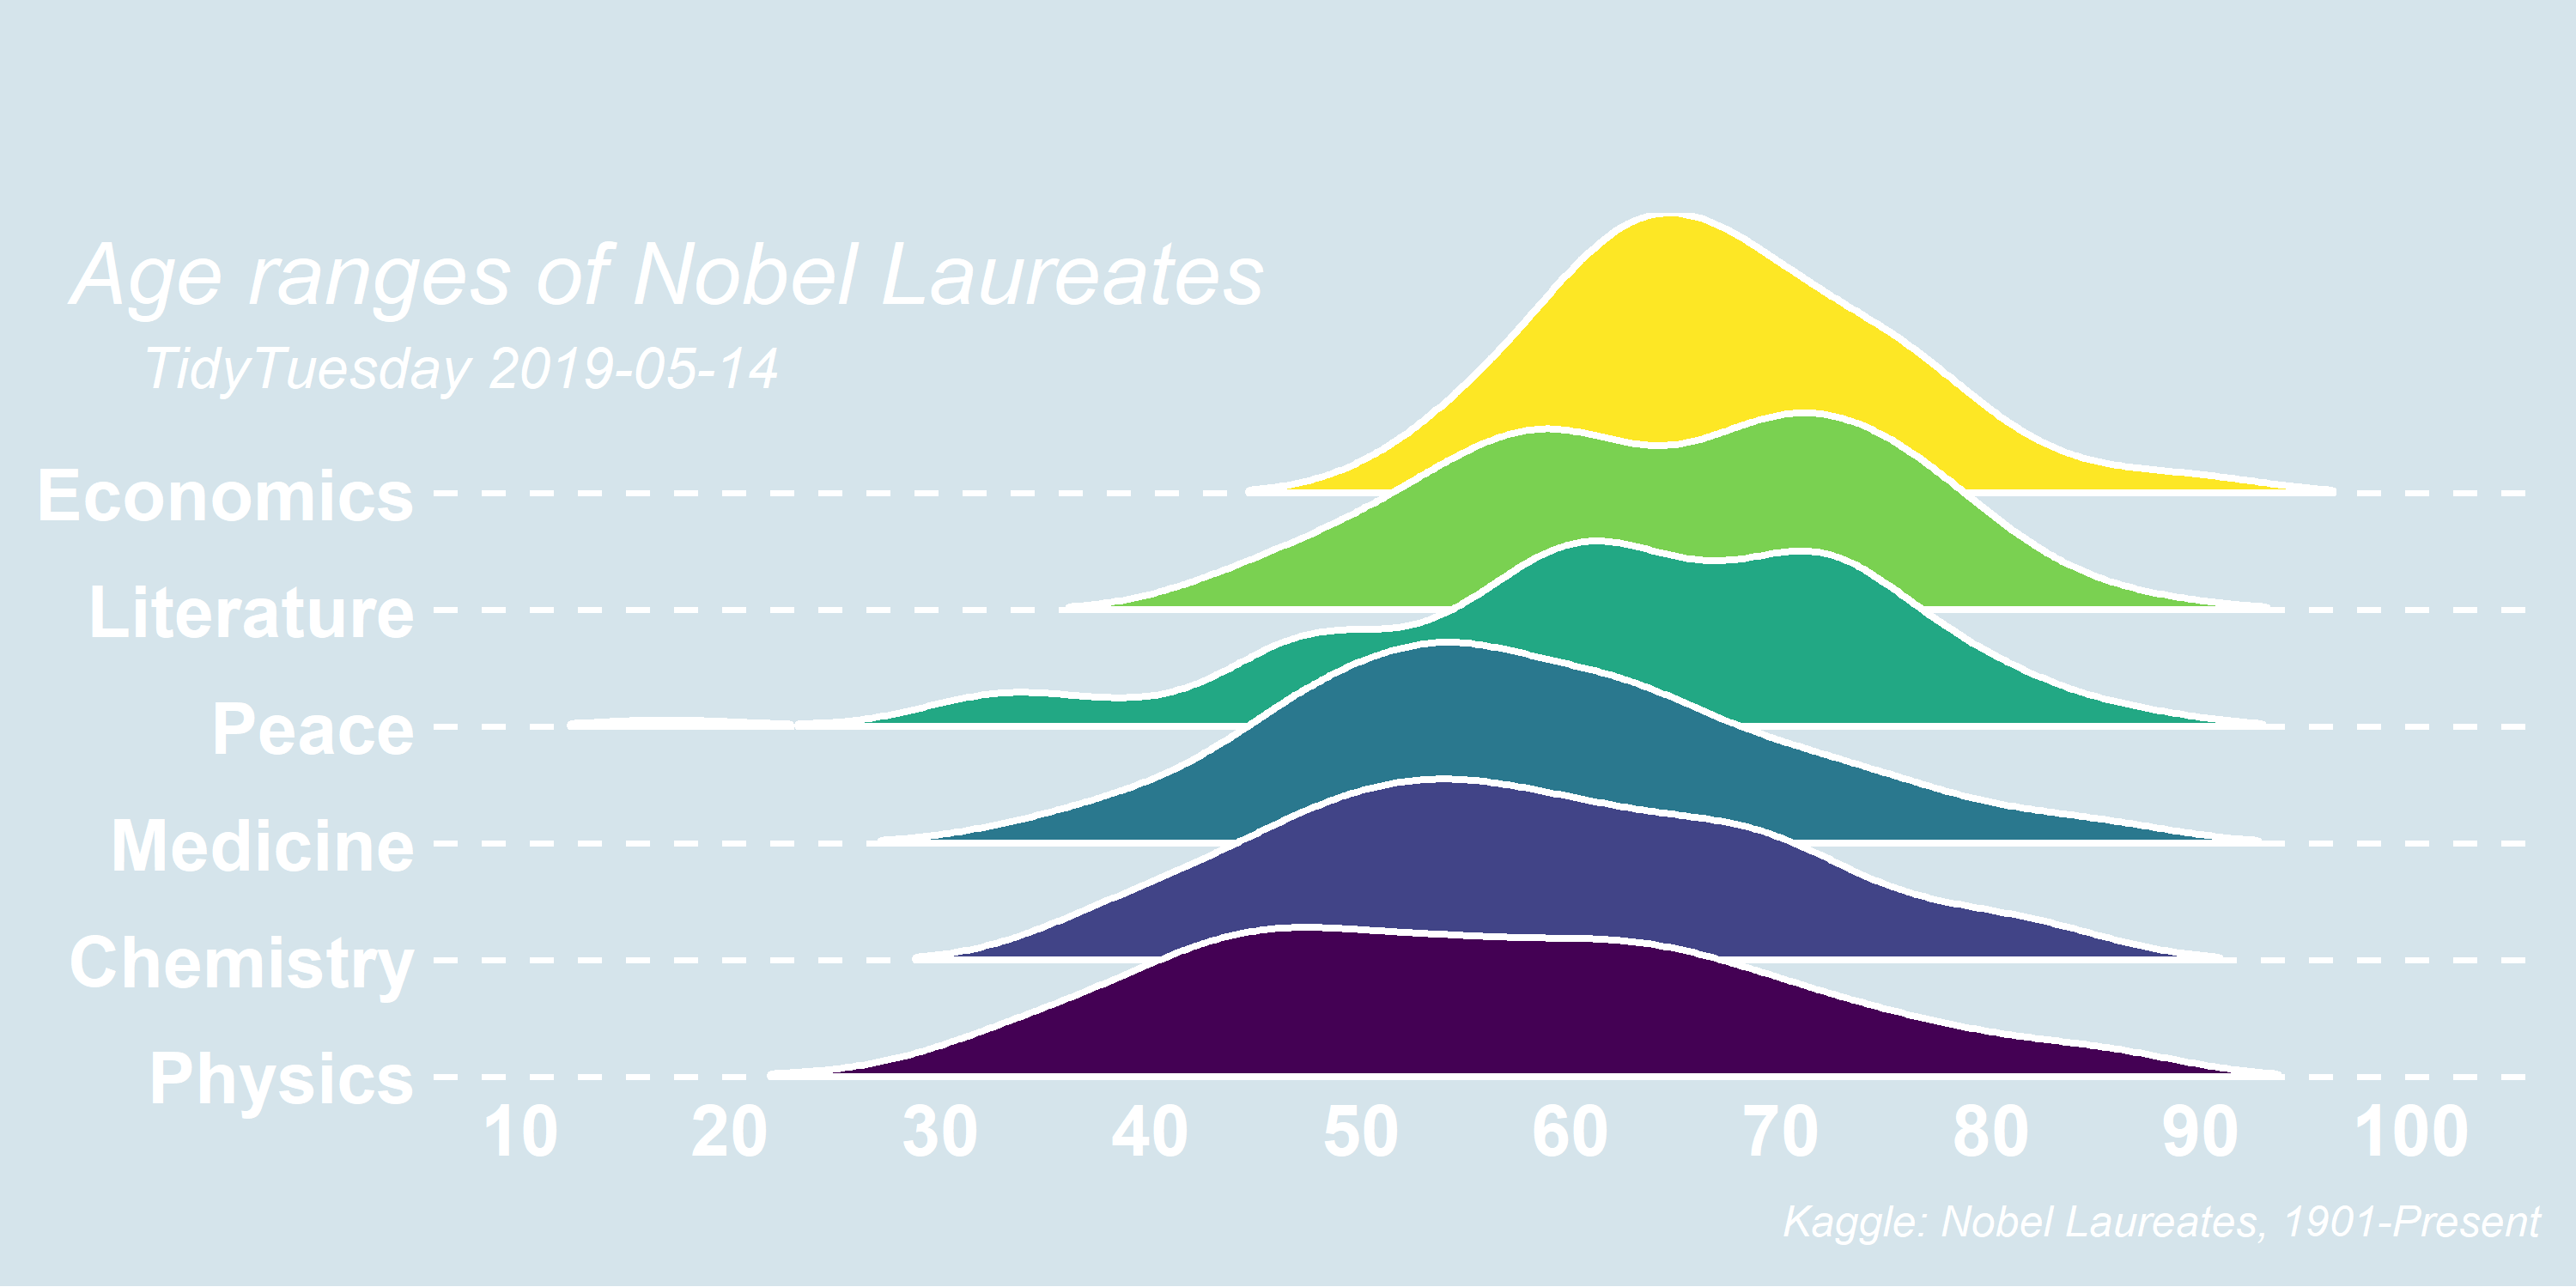 Age ranges of Nobel Laureates
TidyTuesday 2019-05-14
Economics
Literature
Peace
Medicine
Chemistry
Physics
10 20 30 40 50 60 70 80 90 100
Kaggle: Nobel Laureates, 1901-Present